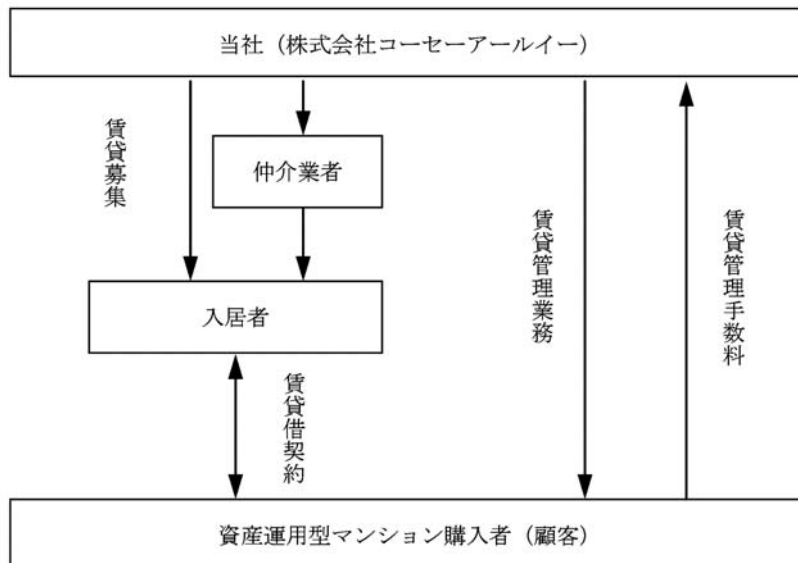 当社（株式会社コーセーアールイー）
賃貸募集
仲介業者
入居者
賃貸借契約
賃貸管理業務
賃貸管理手数料
資産運用型マンション購入者（顧客）